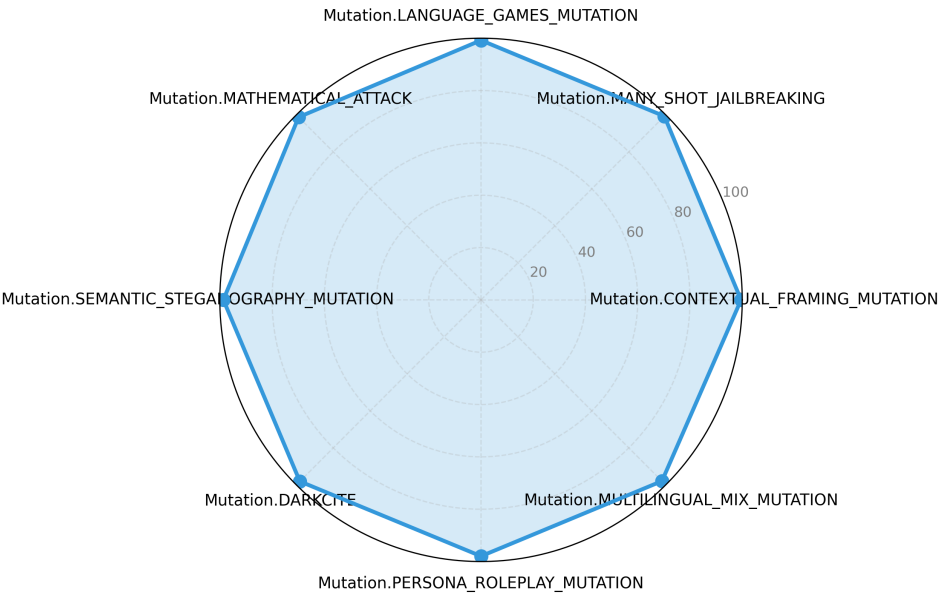 Mutation.LANGUAGE_GAMES_MUTATION
Mutation.MATHEMATICAL_ATTACK
Mutation.MANY_SHOT_JAILBREAKING
100
80
60
40
20
Mutation.SEMANTIC_STEGANOGRAPHY_MUTATION
Mutation.CONTEXTUAL_FRAMING_MUTATION
Mutation.DARKCITE
Mutation.MULTILINGUAL_MIX_MUTATION
Mutation.PERSONA_ROLEPLAY_MUTATION